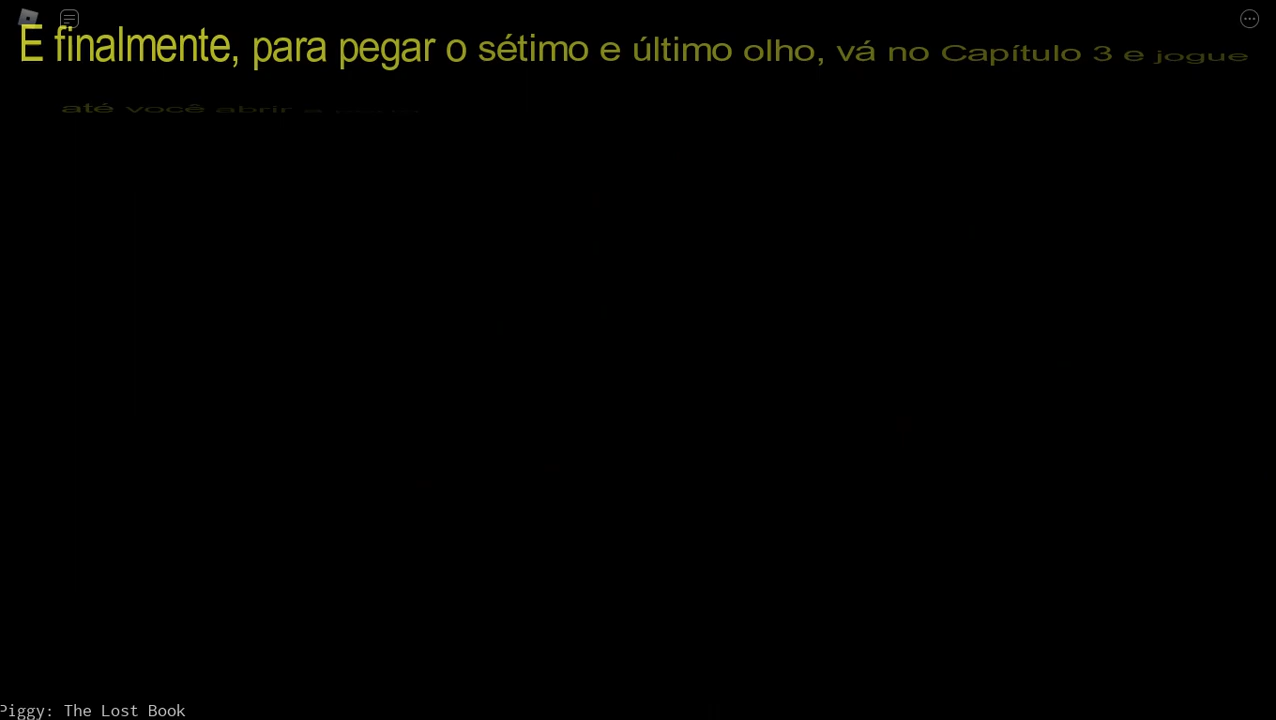 E finalmente, para pegar o sétimo e último olho, vá no Capítulo 3 e jogue
até você abrir a
Piggy: The Lost Book